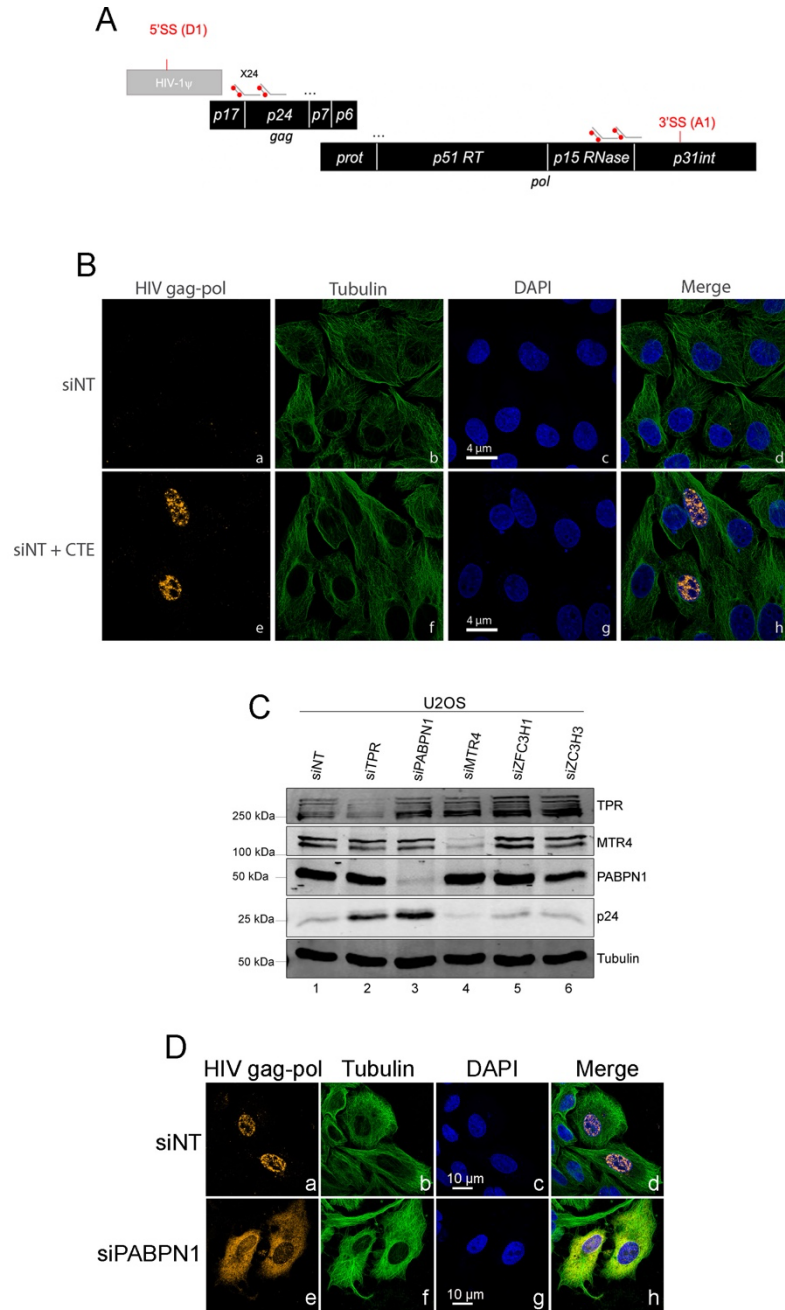 A
5'SS (D1)
HIV-1ψ
X24
...
p17 p24 p7 p6
gag
...
3'SS (A1)
prot p51 RT p15 RNase p31int
pol
B
HIV gag-pol Tubulin DAPI Merge
siNT
a b 4 µm c d
siNT + CTE
e f 4 µm g h
C
U2OS
siNT siTPR siPABPN1 siMTR4 siZFC3H1 siZC3H3
250 kDa TPR
100 kDa MTR4
50 kDa PABPN1
25 kDa p24
50 kDa Tubulin
1 2 3 4 5 6
D
HIV gag-pol Tubulin DAPI Merge
siNT
a b 10 µm c d
siPABPN1
e f 10 µm g h